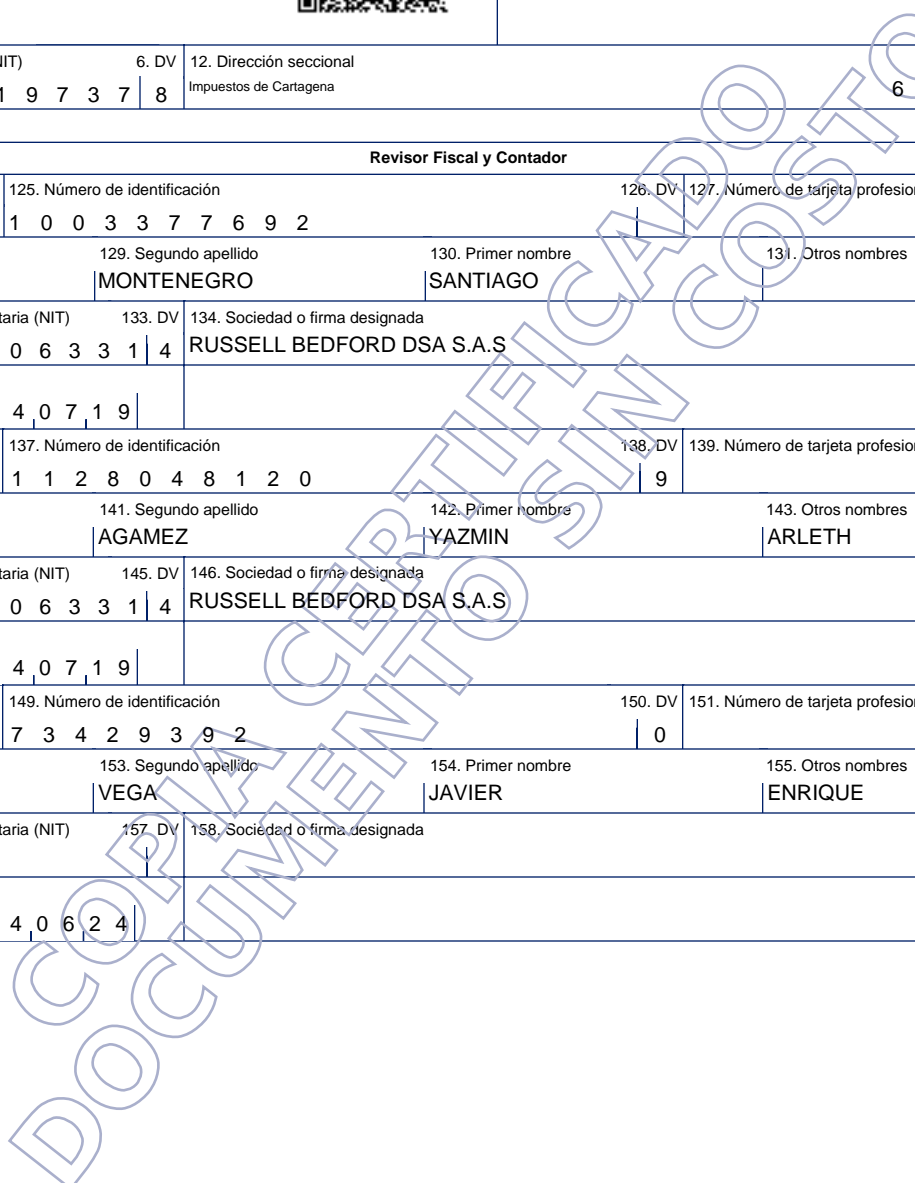 IT) 6. DV 12. Dirección seccional
1 9 7 3 7 8 Impuestos de Cartagena 6
Revisor Fiscal y Contador
125. Número de identificación 126. DV 127. Número de tarjeta profesion
1 0 0 3 3 7 7 6 9 2
129. Segundo apellido 130. Primer nombre 131. Otros nombres
MONTENEGRO SANTIAGO
taria (NIT) 133. DV 134. Sociedad o firma designada
0 6 3 3 1 4 RUSSELL BEDFORD DSA S.A.S
4 0 7 1 9
137. Número de identificación 138. DV 139. Número de tarjeta profesion
1 1 2 8 0 4 8 1 2 0 9
141. Segundo apellido 142. Primer nombre 143. Otros nombres
AGAMEZ YAZMIN ARLETH
taria (NIT) 145. DV 146. Sociedad o firma designada
0 6 3 3 1 4 RUSSELL BEDFORD DSA S.A.S
4 0 7 1 9
149. Número de identificación 150. DV 151. Número de tarjeta profesion
7 3 4 2 9 3 9 2 0
153. Segundo apellido 154. Primer nombre 155. Otros nombres
VEGA JAVIER ENRIQUE
taria (NIT) 157. DV 158. Sociedad o firma designada
4 0 6 2 4
COPIA CERTIFICADO
DOCUMENTO SIN COSTO